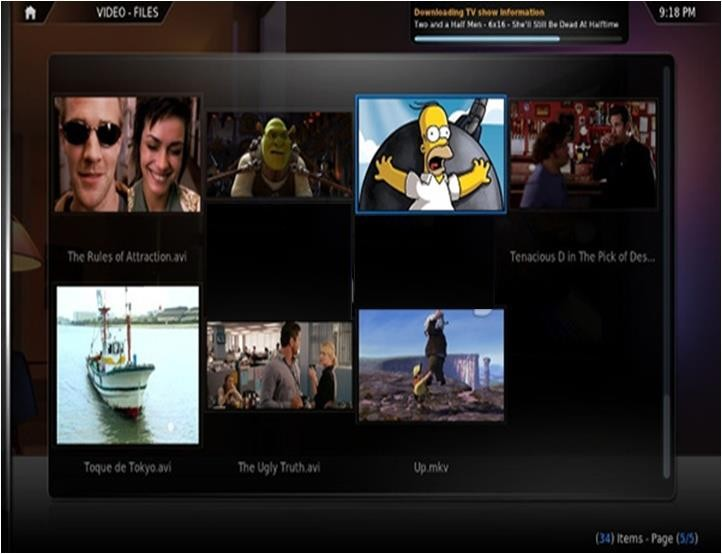 VIDEO - FILES
Downloading TV show information
Two and a Half Men - 6x16 - She'll Still Be Dead At Halftime
9:18 PM
The Rules of Attraction.avi
Tenacious D in The Pick of Des...
Toque de Tokyo.avi
The Ugly Truth.avi
Up.mkv
(34) Items - Page (5/5)